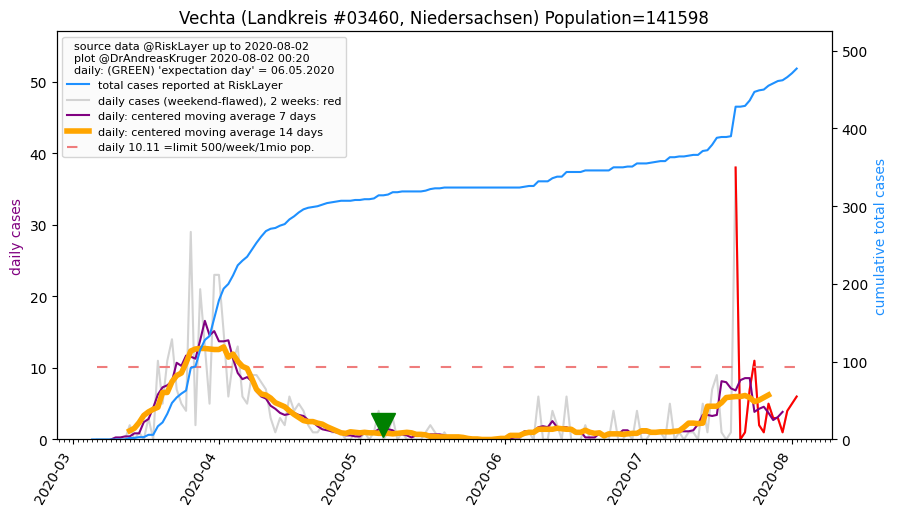 Vechta (Landkreis #03460, Niedersachsen) Population=141598
source data @RiskLayer up to 2020-08-02
plot @DrAndreasKruger 2020-08-02 00:20
daily: (GREEN) 'expectation day' = 06.05.2020
total cases reported at RiskLayer
daily cases (weekend-flawed), 2 weeks: red
daily: centered moving average 7 days
daily: centered moving average 14 days
daily 10.11 =limit 500/week/1mio pop.
daily cases
0
10
20
30
40
50
cumulative total cases
0
100
200
300
400
500
2020-03
2020-04
2020-05
2020-06
2020-07
2020-08